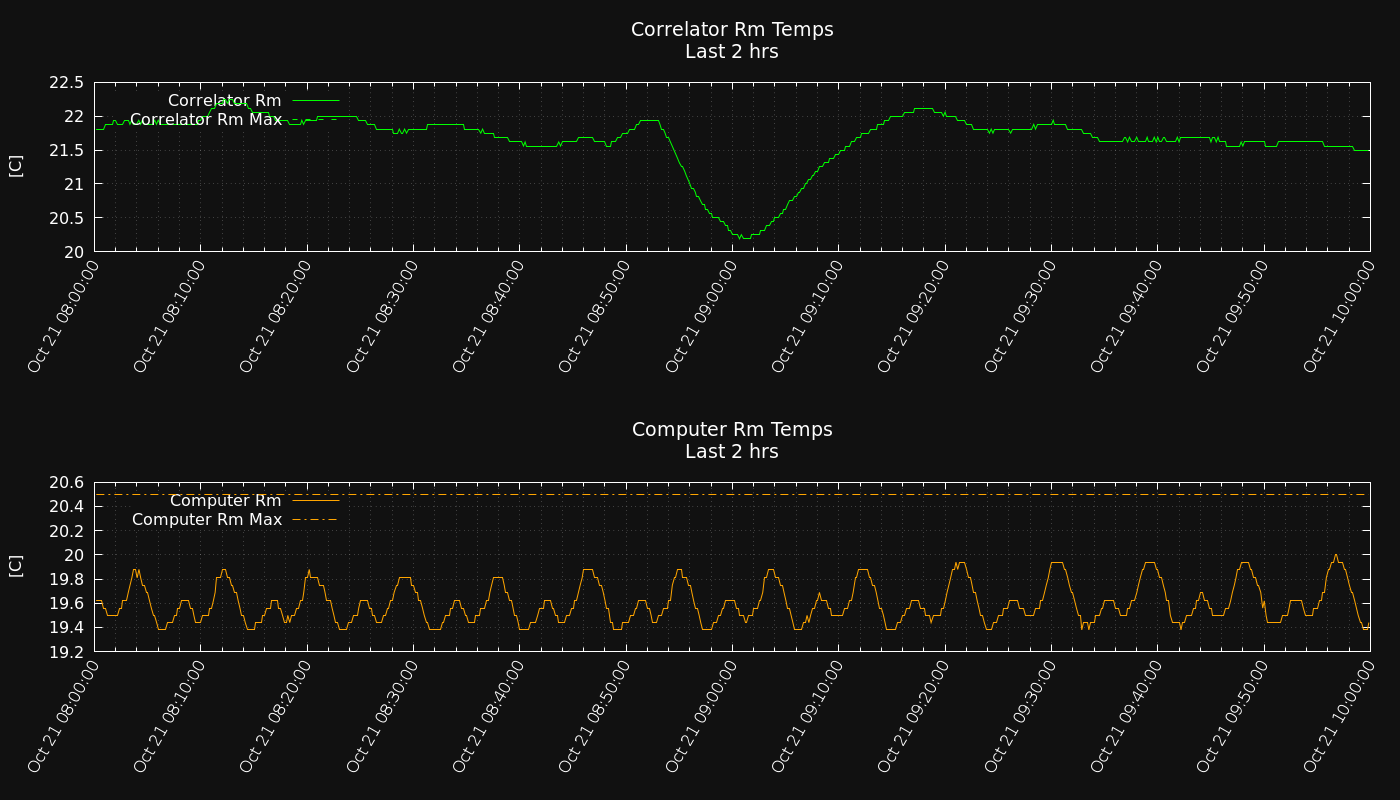 Correlator Rm Temps
Last 2 hrs
22.5
22
21.5
21
20.5
20
[C]
Correlator Rm
Correlator Rm Max
Oct 21 08:00:00
Oct 21 08:10:00
Oct 21 08:20:00
Oct 21 08:30:00
Oct 21 08:40:00
Oct 21 08:50:00
Oct 21 09:00:00
Oct 21 09:10:00
Oct 21 09:20:00
Oct 21 09:30:00
Oct 21 09:40:00
Oct 21 09:50:00
Oct 21 10:00:00
Computer Rm Temps
Last 2 hrs
20.6
20.4
20.2
20
19.8
19.6
19.4
19.2
[C]
Computer Rm
Computer Rm Max
Oct 21 08:00:00
Oct 21 08:10:00
Oct 21 08:20:00
Oct 21 08:30:00
Oct 21 08:40:00
Oct 21 08:50:00
Oct 21 09:00:00
Oct 21 09:10:00
Oct 21 09:20:00
Oct 21 09:30:00
Oct 21 09:40:00
Oct 21 09:50:00
Oct 21 10:00:00